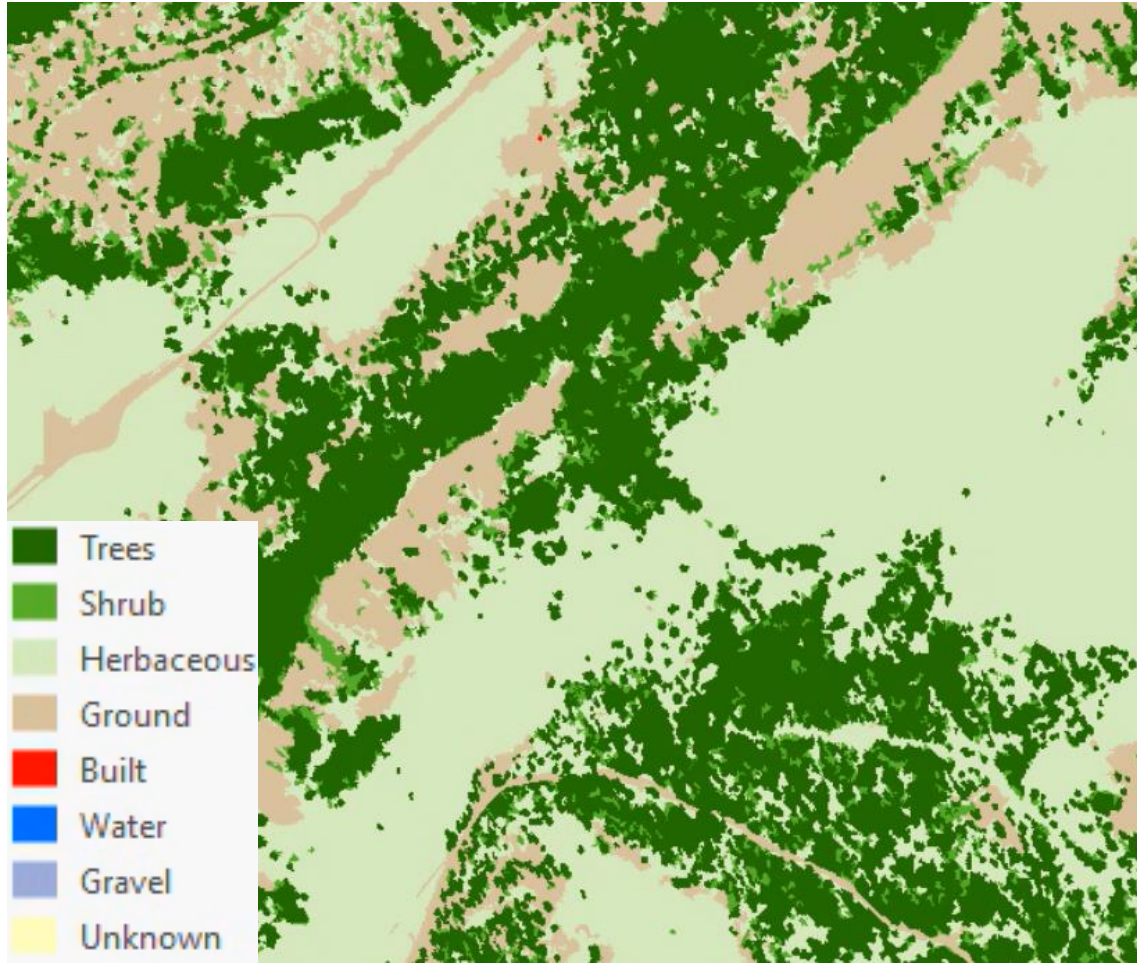 Trees
Shrub
Herbaceous
Ground
Built
Water
Gravel
Unknown